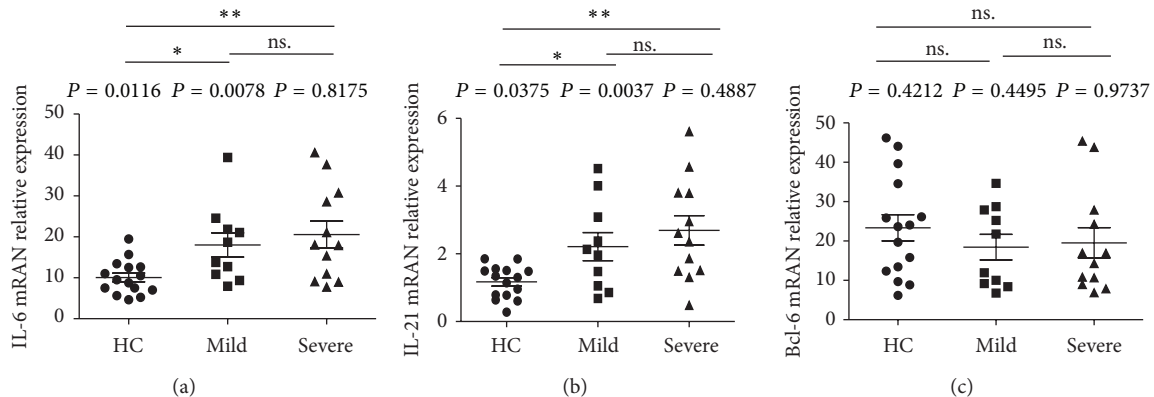 **
*
ns.
P = 0.0116 P = 0.0078 P = 0.8175
IL-6 mRAN relative expression
50
40
30
20
10
0
HC Mild Severe
(a)
**
*
ns.
P = 0.0375 P = 0.0037 P = 0.4887
IL-21 mRAN relative expression
6
4
2
0
HC Mild Severe
(b)
ns.
ns.
ns.
P = 0.4212 P = 0.4495 P = 0.9737
Bcl-6 mRAN relative expression
50
40
30
20
10
0
HC Mild Severe
(c)